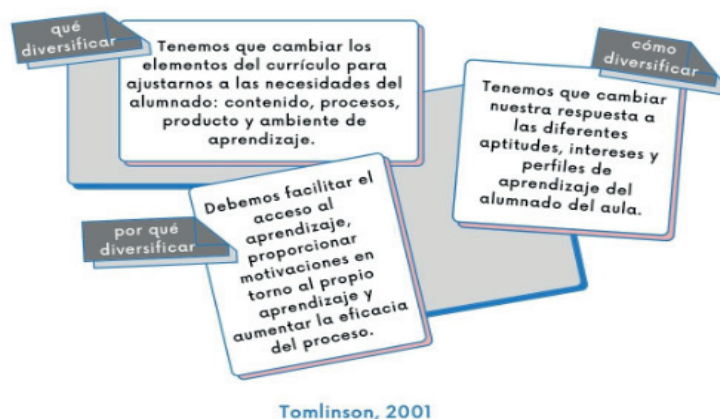 qué
diversificar
Tenemos que cambiar los
elementos del currículo para
ajustarnos a las necesidades del
alumnado: contenido, procesos,
producto y ambiente de
aprendizaje.
cómo
diversificar
Tenemos que cambiar
nuestra respuesta a
las diferentes
aptitudes, intereses y
perfiles de
aprendizaje del
alumnado del aula.
por qué
diversificar
Debemos facilitar el
acceso al
aprendizaje,
proporcionar
motivaciones en
torno al propio
aprendizaje y
aumentar la eficacia
del proceso.
Tomlinson, 2001